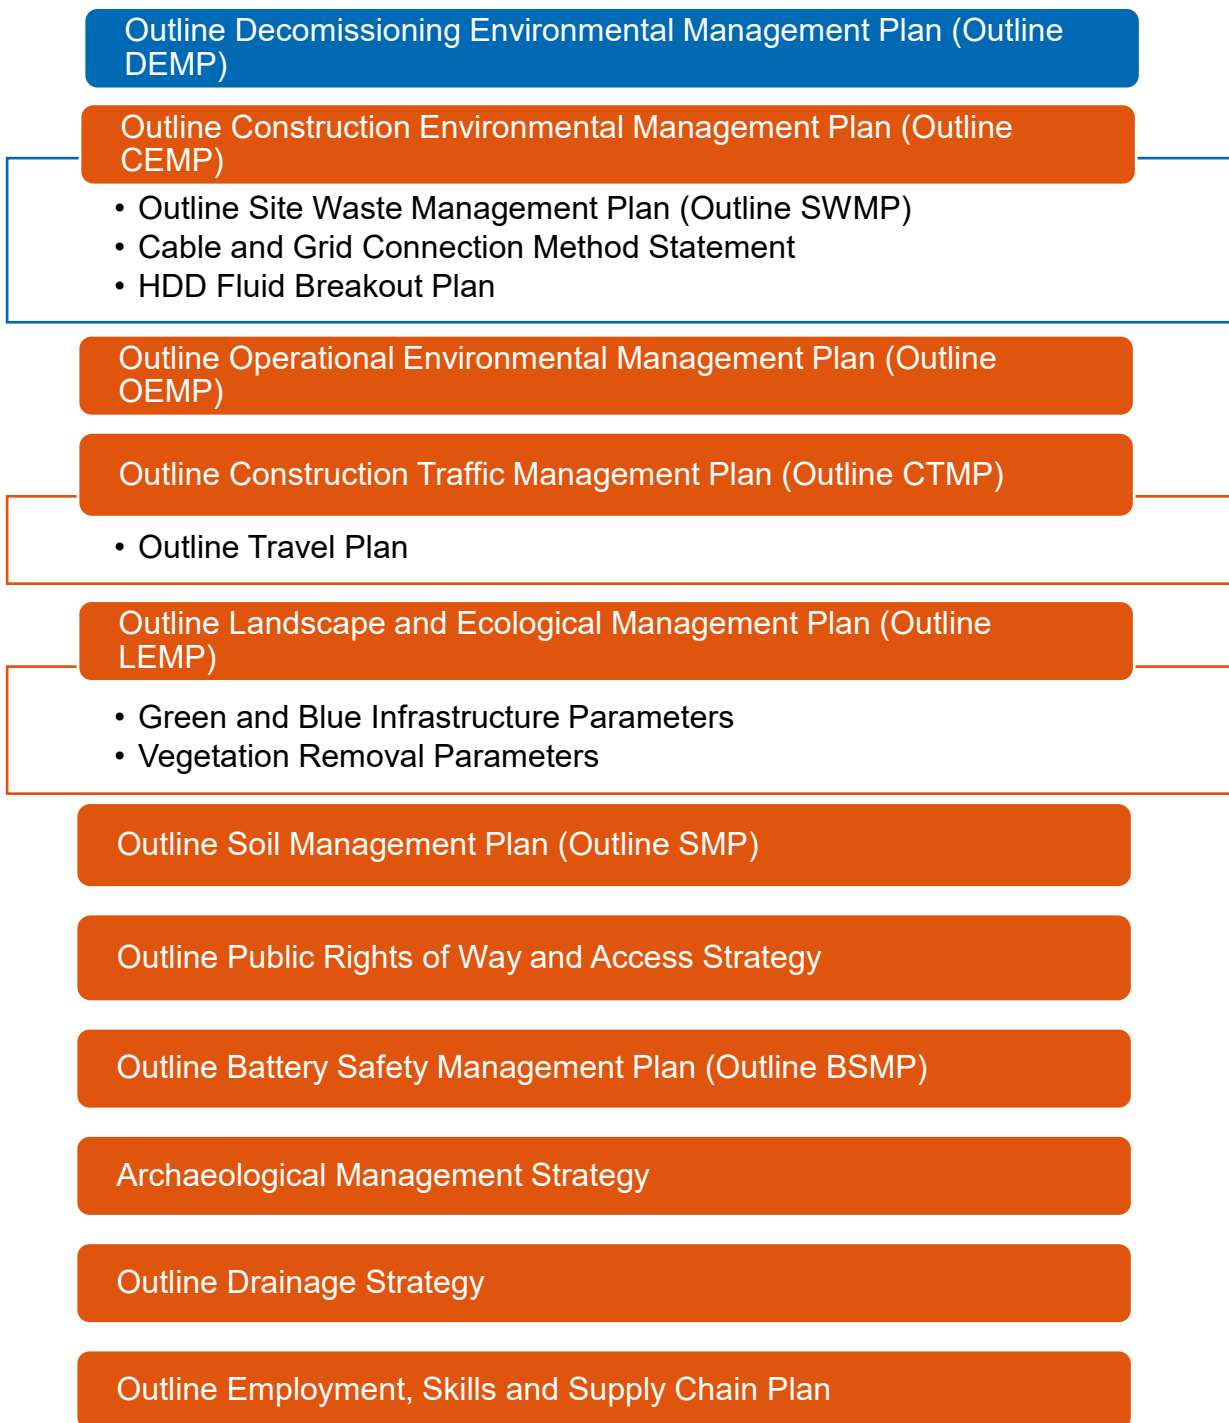 Outline Decomissioning Environmental Management Plan (Outline
DEMP)
Outline Construction Environmental Management Plan (Outline
CEMP)
• Outline Site Waste Management Plan (Outline SWMP)
• Cable and Grid Connection Method Statement
• HDD Fluid Breakout Plan
Outline Operational Environmental Management Plan (Outline
OEMP)
Outline Construction Traffic Management Plan (Outline CTMP)
• Outline Travel Plan
Outline Landscape and Ecological Management Plan (Outline
LEMP)
• Green and Blue Infrastructure Parameters
• Vegetation Removal Parameters
Outline Soil Management Plan (Outline SMP)
Outline Public Rights of Way and Access Strategy
Outline Battery Safety Management Plan (Outline BSMP)
Archaeological Management Strategy
Outline Drainage Strategy
Outline Employment, Skills and Supply Chain Plan